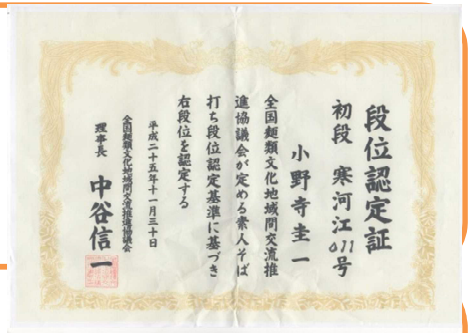 段位認定証
初段 寒河江011号
小野寺圭一
全国麺類文化地域間交流推
進協議会が定める素人そば
打ち段位認定基準に基づき
右段位を認定する
平成二十五年十一月三十日
全国麺類文化地域間交流推進協議会
理事長 中谷信一